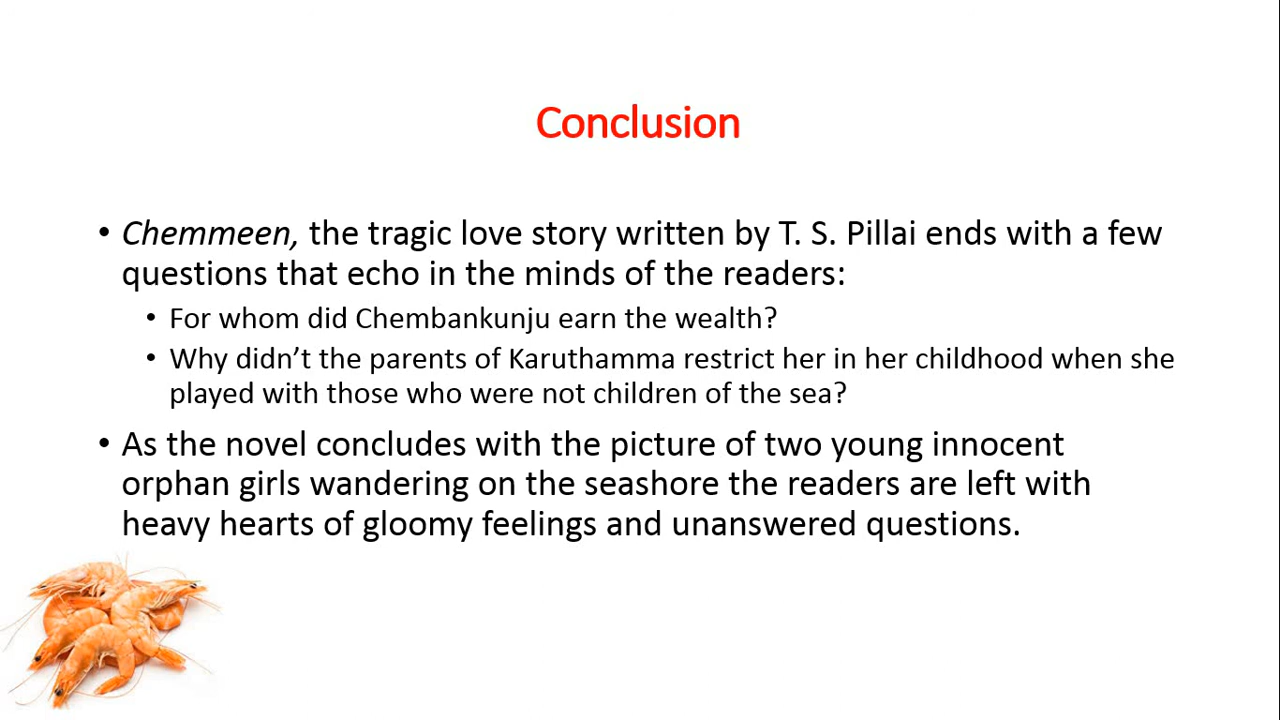 Conclusion
• Chemmeen, the tragic love story written by T. S. Pillai ends with a few
questions that echo in the minds of the readers:
• For whom did Chembankunju earn the wealth?
• Why didn’t the parents of Karuthamma restrict her in her childhood when she
played with those who were not children of the sea?
• As the novel concludes with the picture of two young innocent
orphan girls wandering on the seashore the readers are left with
heavy hearts of gloomy feelings and unanswered questions.